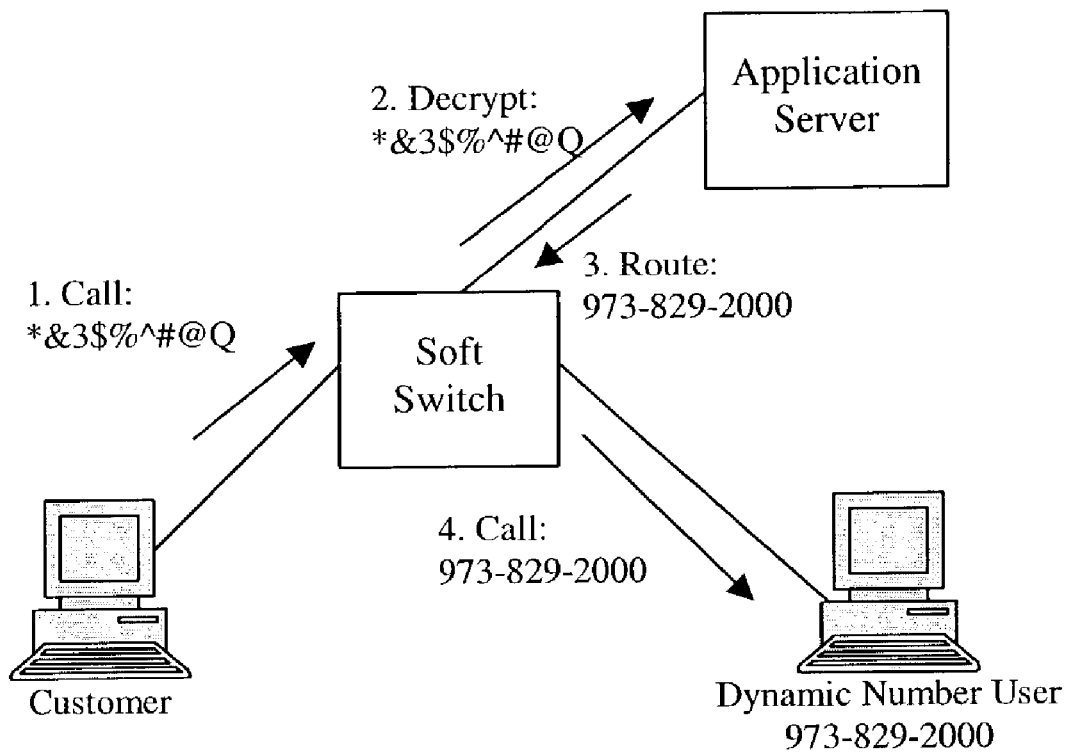 Application
Server
2. Decrypt:
*&3$%^#@Q
3. Route:
973-829-2000
1. Call:
*&3$%^#@Q
Soft
Switch
4. Call:
973-829-2000
Customer
Dynamic Number User
973-829-2000